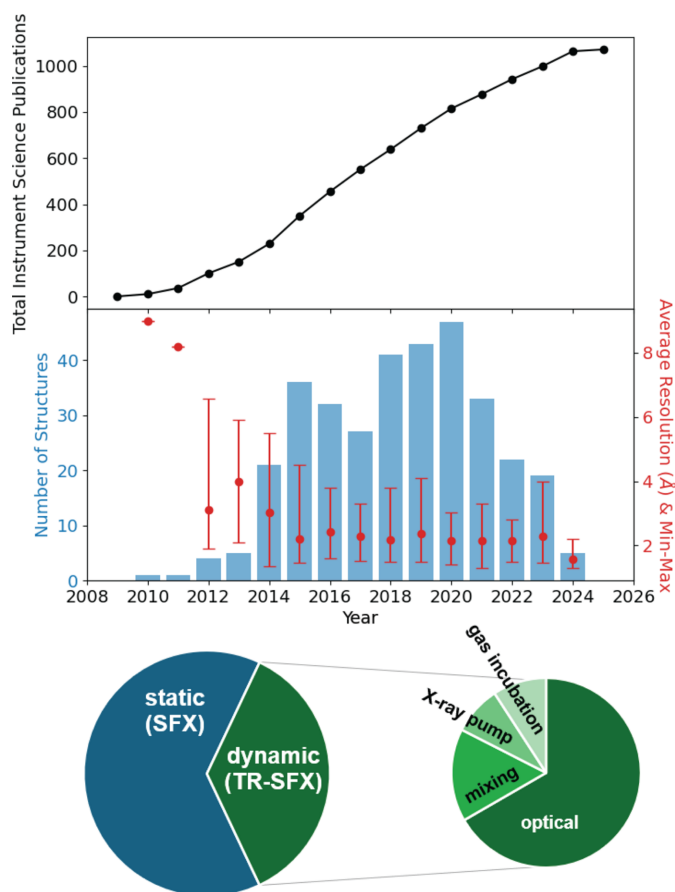 Total Instrument Science Publications
1000
800
600
400
200
0
Number of Structures
40
30
20
10
0
Average Resolution (Å) & Min-Max
8
6
4
2
2008 2010 2012 2014 2016 2018 2020 2022 2024 2026
Year
static
(SFX)
dynamic
(TR-SFX)
gas incubation
X-ray pump
mixing
optical